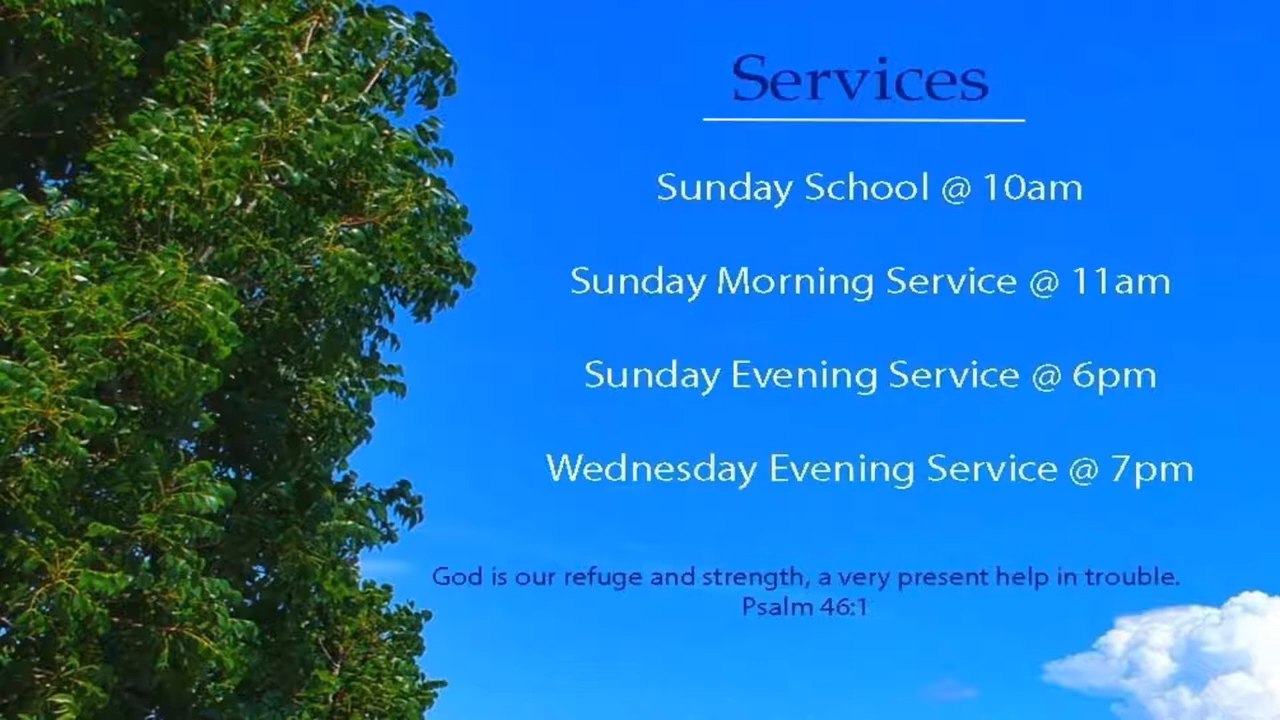 Services
Sunday School @ 10am
Sunday Morning Service @ 11am
Sunday Evening Service @ 6pm
Wednesday Evening Service @ 7pm
God is our refuge and strength, a very present help in trouble.
Psalm 46:1